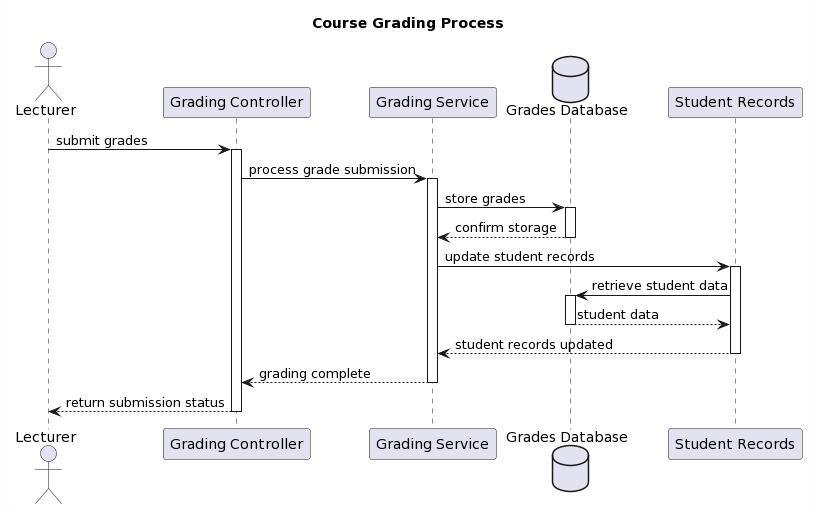 Course Grading Process
Lecturer
Grading Controller
Grading Service
Grades Database
Student Records
submit grades
process grade submission
store grades
confirm storage
update student records
retrieve student data
student data
student records updated
grading complete
return submission status
Lecturer
Grading Controller
Grading Service
Grades Database
Student Records